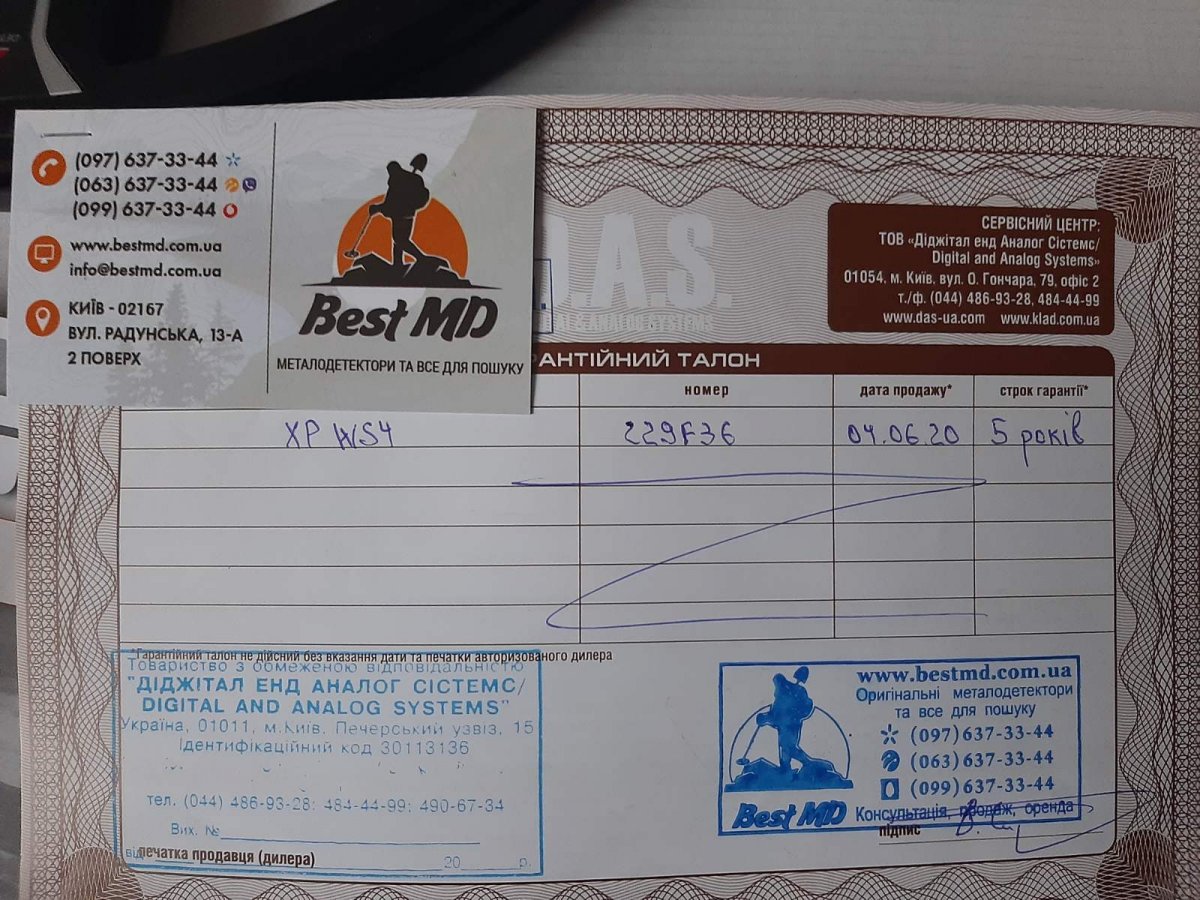 (097) 637-33-44
(063) 637-33-44
(099) 637-33-44
www.bestmd.com.ua
info@bestmd.com.ua
КИЇВ - 02167
ВУЛ. РАДУНСЬКА, 13-А
2 ПОВЕРХ
Best MD
МЕТАЛОДЕТЕКТОРИ ТА ВСЕ ДЛЯ ПОШУКУ
D.A.S.
& ANALOG SYSTEMS
СЕРВІСНИЙ ЦЕНТР:
ТОВ «Діджітал енд Аналог Сістемс/
Digital and Analog Systems»
01054, м. Київ, вул. О. Гончара, 79, офіс 2
т./ф. (044) 486-93-28, 484-44-99
www.das-ua.com www.klad.com.ua
РАНТІЙНИЙ ТАЛОН
номер дата продажу* строк гарантії*
XP WS4 229F36 04.06.20 5 років
*Гарантійний талон не дійсний без вказання дати та печатки авторизованого дилера
Товариство з обмеженою відповідальністю
"ДІДЖІТАЛ ЕНД АНАЛОГ СІСТЕМС/
DIGITAL AND ANALOG SYSTEMS"
Україна, 01011, м.Київ, Печерський узвіз, 15
Ідентифікаційний код 30113136
тел. (044) 486-93-28; 484-44-99; 490-67-34
Вих. №
від 20 р.
печатка продавця (дилера)
www.bestmd.com.ua
Оригінальні металодетектори
та все для пошуку
(097) 637-33-44
(063) 637-33-44
(099) 637-33-44
Best MD
Консультація, продаж, оренда
підпис